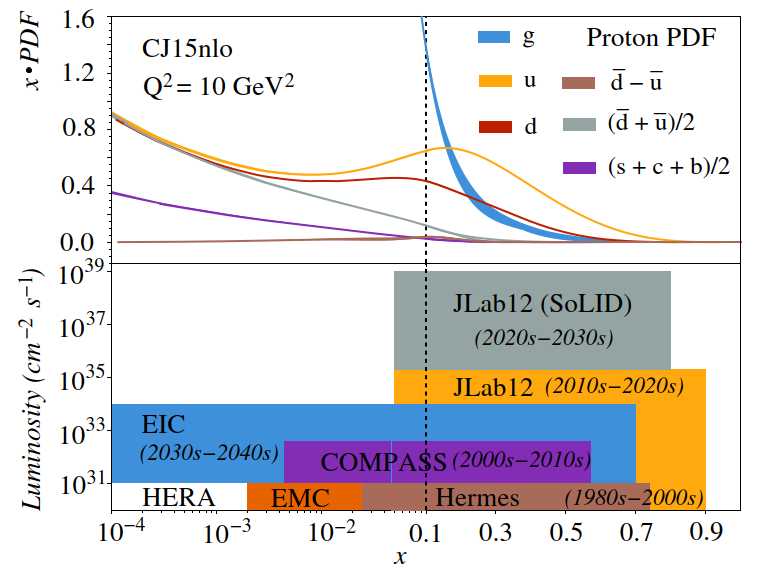 x•PDF
1.6
1.2
0.8
0.4
0.0
CJ15nlo
Q² = 10 GeV²
g
u
d
Proton PDF
d̅ − u̅
(d̅ + u̅)/2
(s + c + b)/2
Luminosity (cm⁻² s⁻¹)
10³⁹
10³⁷
10³⁵
10³³
10³¹
JLab12 (SoLID)
(2020s−2030s)
JLab12 (2010s−2020s)
EIC
(2030s−2040s)
COMPASS (2000s−2010s)
HERA EMC Hermes (1980s−2000s)
10⁻⁴ 10⁻³ 10⁻² 0.1 0.3 0.5 0.7 0.9
x